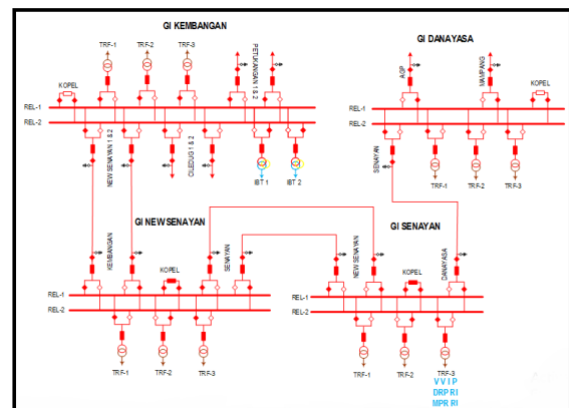 GI KEMBANGAN
TRF-1
TRF-2
TRF-3
PETUKANGAN 1 & 2
KOPEL
REL-1
REL-2
NEW SENAYAN 1 & 2
CILEDUG 1 & 2
IBT 1
IBT 2
GI DANAYASA
AGP
MAMPANG
KOPEL
REL-1
REL-2
SENAYAN
TRF-1
TRF-2
TRF-3
GI NEW SENAYAN
KEMBANGAN
KOPEL
SENAYAN
REL-1
REL-2
TRF-1
TRF-2
TRF-3
GI SENAYAN
NEW SENAYAN
KOPEL
DANAYASA
REL-1
REL-2
TRF-1
TRF-2
TRF-3
V V I P
DRPRI
MPR RI